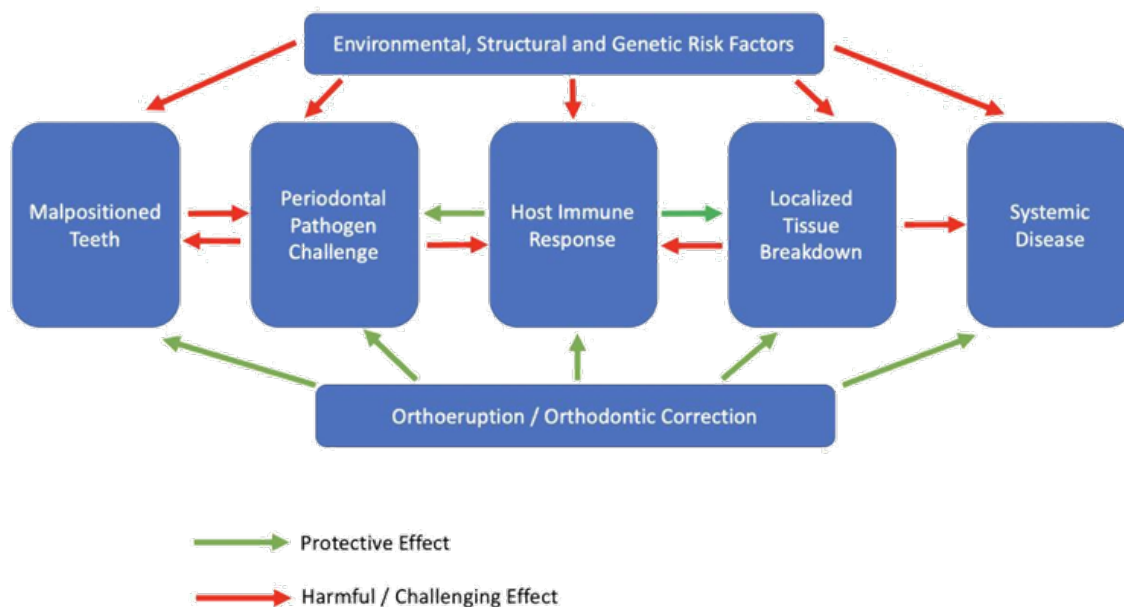 Environmental, Structural and Genetic Risk Factors
Malpositioned
Teeth
Periodontal
Pathogen
Challenge
Host Immune
Response
Localized
Tissue
Breakdown
Systemic
Disease
Orthoeruption / Orthodontic Correction
Protective Effect
Harmful / Challenging Effect